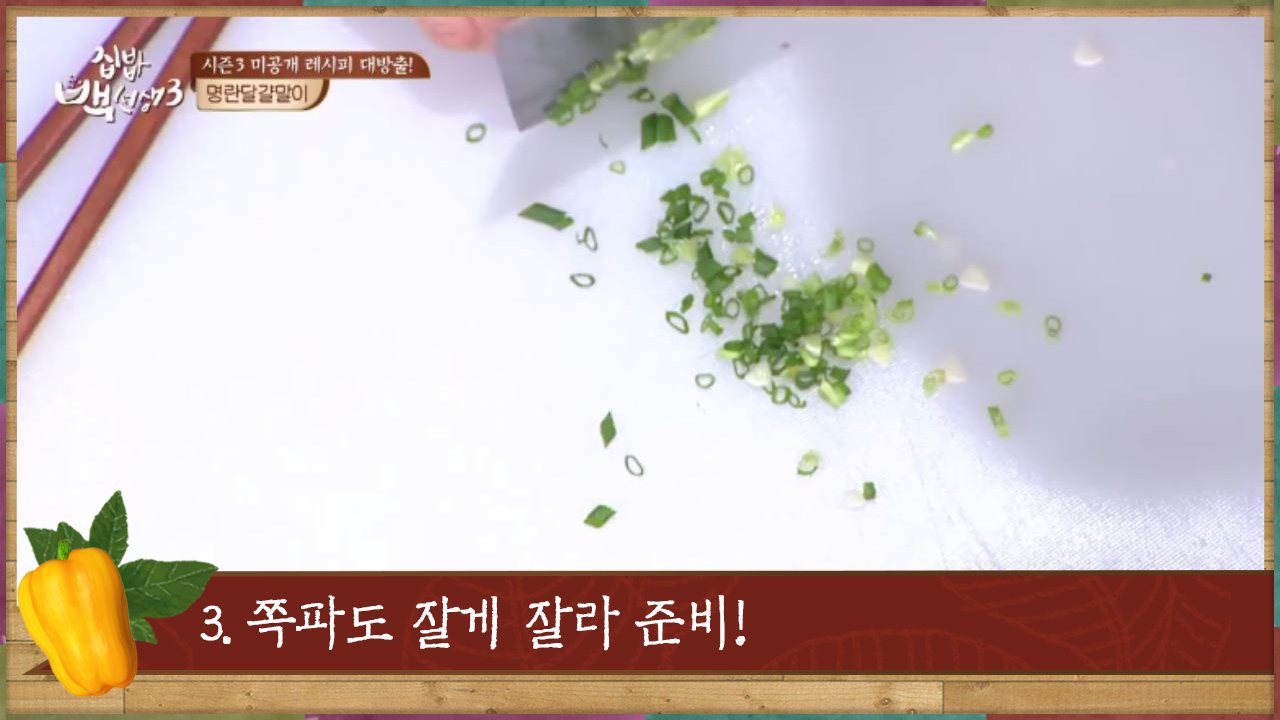 집밥
백선생3
시즌3 미공개 레시피 대방출!
명란달걀말이
3. 쪽파도 잘게 잘라 준비!